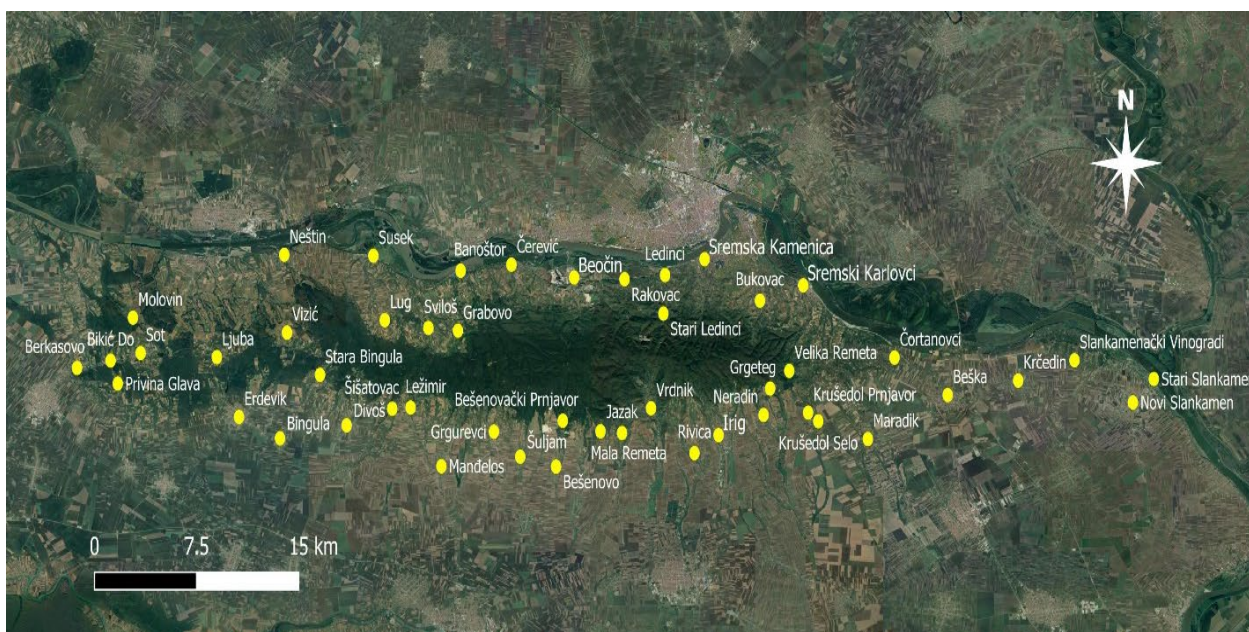 N
Neštin
Susek
Banoštor
Čerević
Beočin
Ledinci
Sremska Kamenica
Rakovac
Bukovac
Sremski Karlovci
Molovin
Vizić
Lug
Sviloš
Grabovo
Stari Ledinci
Berkasovo
Bikić Do
Sot
Ljuba
Privina Glava
Stara Bingula
Grgeteg
Velika Remeta
Čortanovci
Slankamenački Vinogradi
Krčedin
Stari Slankamen
Beška
Novi Slankamen
Erdevik
Šišatovac
Ležimir
Divoš
Bešenovački Prnjavor
Vrdnik
Neradin
Krušedol Prnjavor
Bingula
Grgurevci
Jazak
Irig
Maradik
Šuljam
Mala Remeta
Rivica
Krušedol Selo
Manđelos
Bešenovo
0 7.5 15 km